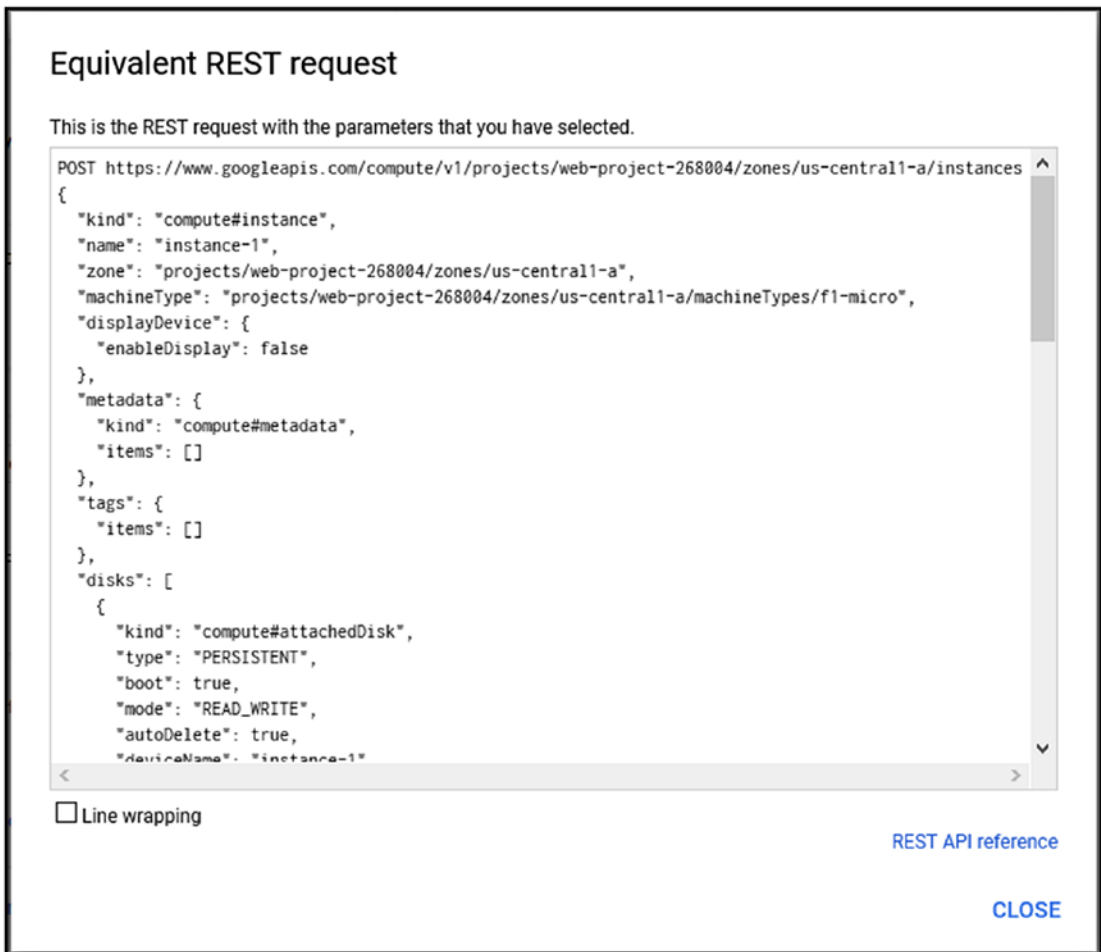 Equivalent REST request
This is the REST request with the parameters that you have selected.
POST https://www.googleapis.com/compute/v1/projects/web-project-268004/zones/us-central1-a/instances
{
  "kind": "compute#instance",
  "name": "instance-1",
  "zone": "projects/web-project-268004/zones/us-central1-a",
  "machineType": "projects/web-project-268004/zones/us-central1-a/machineTypes/f1-micro",
  "displayDevice": {
    "enableDisplay": false
  },
  "metadata": {
    "kind": "compute#metadata",
    "items": []
  },
  "tags": {
    "items": []
  },
  "disks": [
    {
      "kind": "compute#attachedDisk",
      "type": "PERSISTENT",
      "boot": true,
      "mode": "READ_WRITE",
      "autoDelete": true,
      "deviceName": "instance-1"
Line wrapping
REST API reference
CLOSE